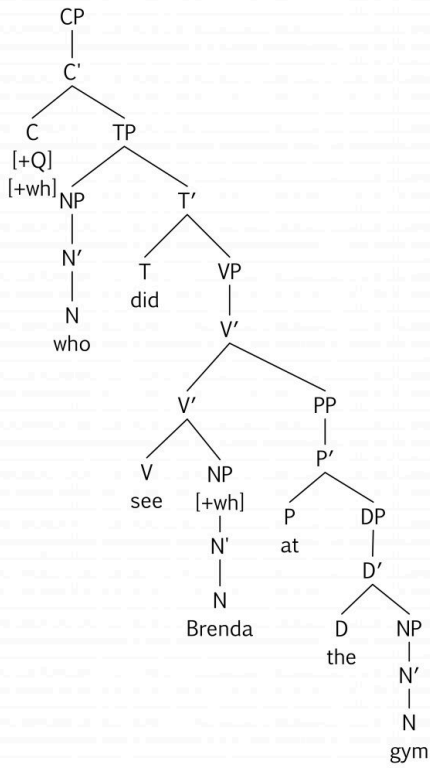 CP
C'
C TP
[+Q]
[+wh] NP T′
N′ T VP
did
N V′
who
V′ PP
V NP P′
see [+wh]
P DP
at
N'
D′
N
Brenda D NP
the
N′
N
gym